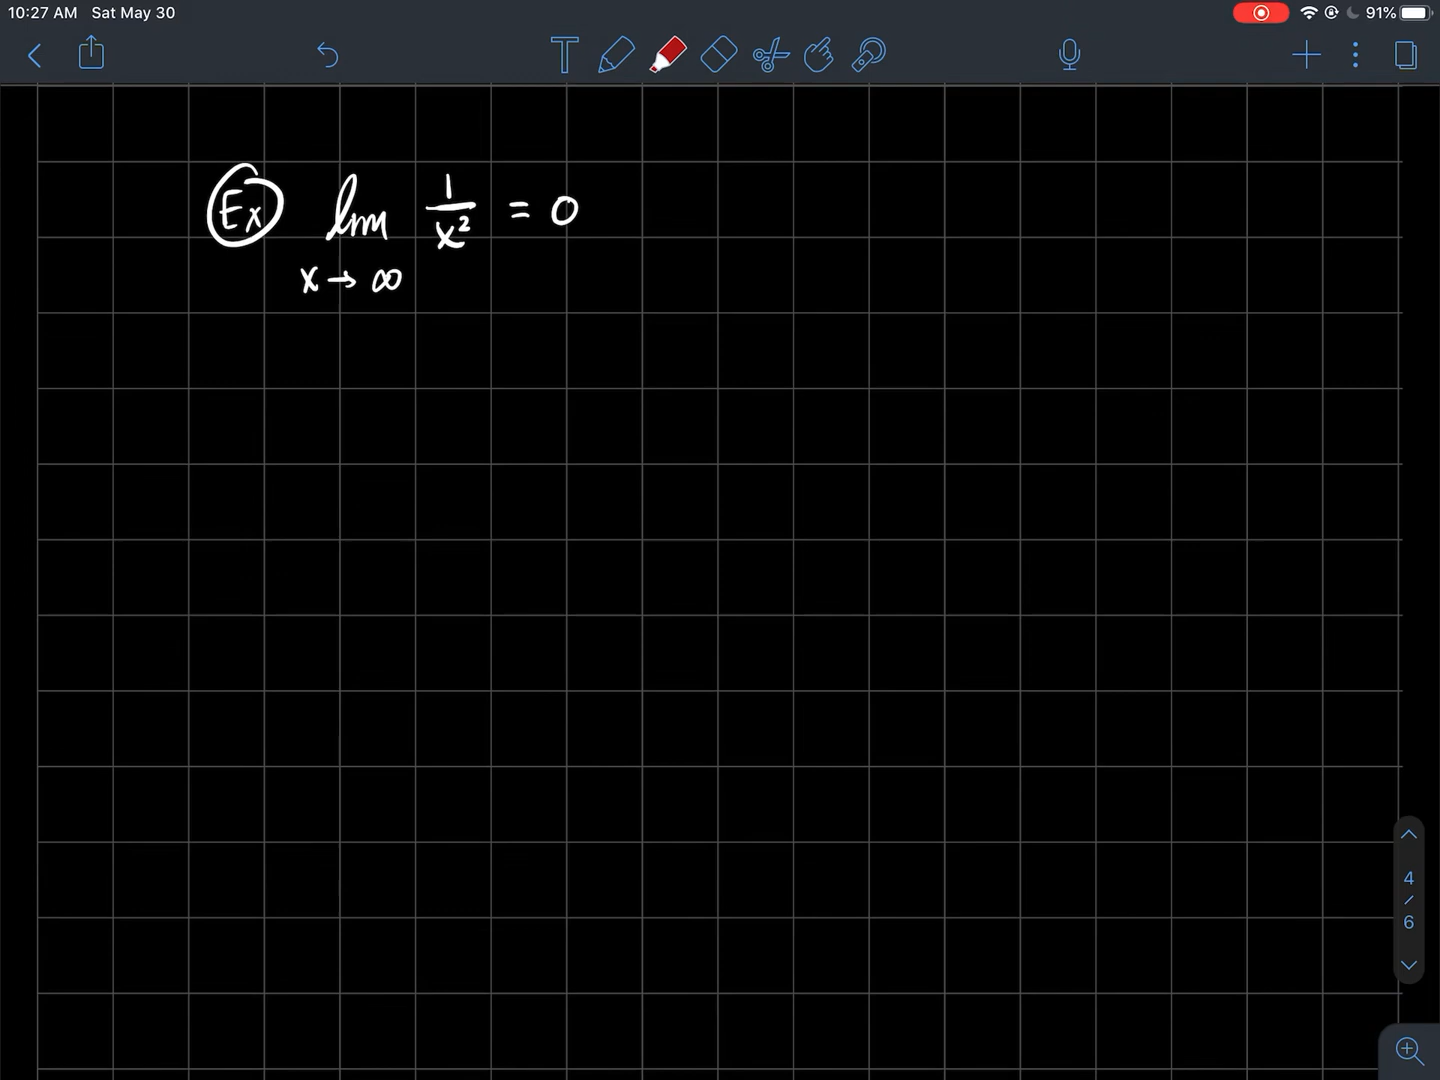 10:27 AM Sat May 30 91%
Ex lim 1/x² = 0
x → ∞
4
/
6